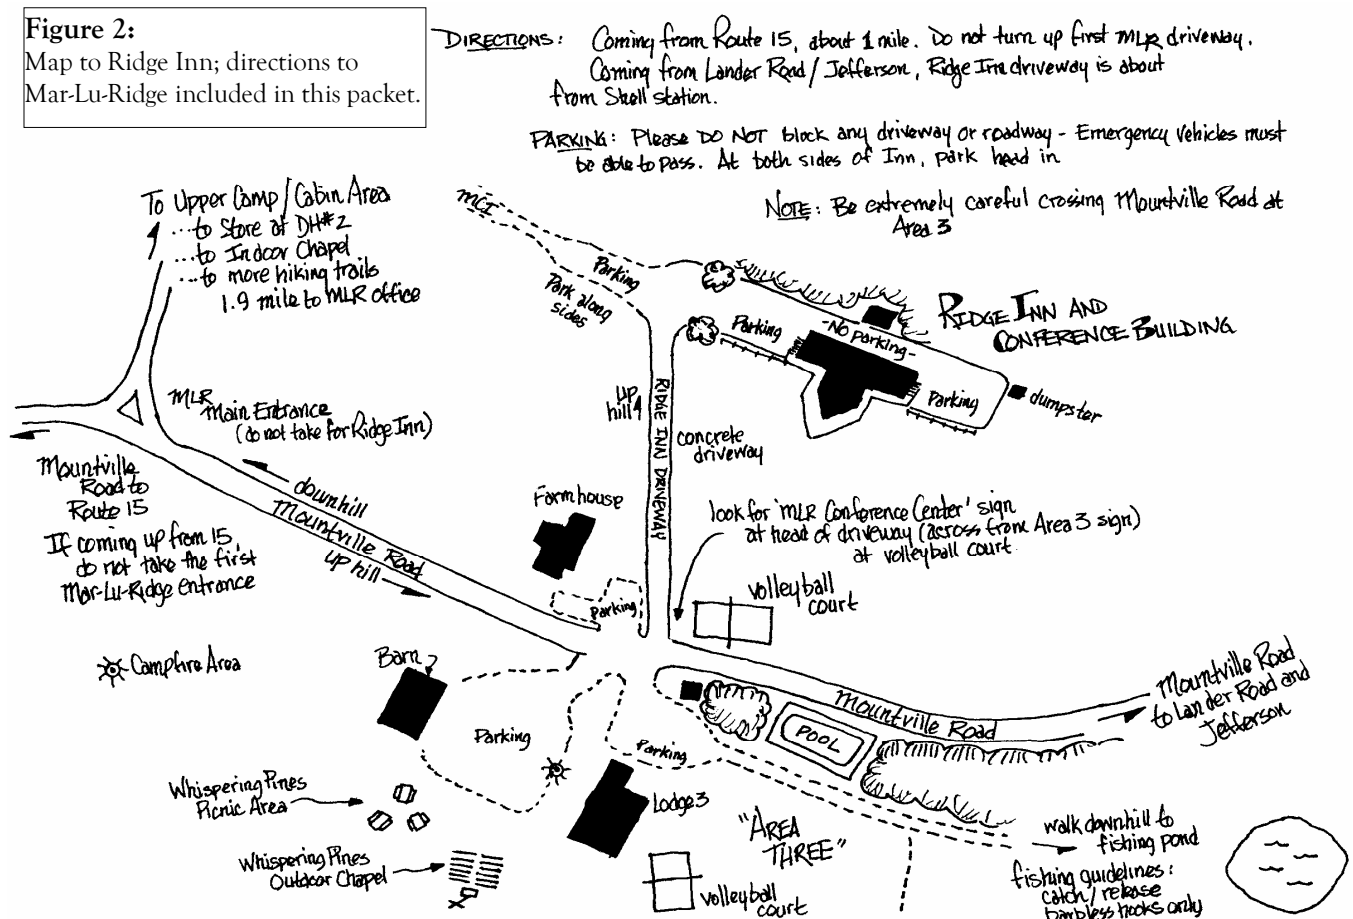 Figure 2:
Map to Ridge Inn; directions to
Mar-Lu-Ridge included in this packet.
DIRECTIONS: Coming from Route 15, about 1 mile. Do not turn up first MLR driveway.
Coming from Lander Road / Jefferson, Ridge Inn driveway is about
from Shell station.
PARKING: Please DO NOT block any driveway or roadway - Emergency vehicles must
be able to pass. At both sides of Inn, park head in
NOTE: Be extremely careful crossing Mountville Road at
Area 3
To Upper Camp / Cabin Area
...to Store at DH#2
...to Indoor Chapel
...to more hiking trails
1.9 mile to MLR office
MCI
Parking
Park along
sides
Parking
-No parking-
RIDGE INN AND
CONFERENCE BUILDING
Parking
dumpster
up
hill
RIDGE INN DRIVEWAY
concrete
driveway
MLR
Main Entrance
(do not take for Ridge Inn)
Mountville
Road to
Route 15
If coming up from 15,
do not take the first
Mar-Lu-Ridge entrance
downhill
Mountville Road
up hill
Farmhouse
Parking
look for 'MLR Conference Center' sign
at head of driveway (across from Area 3 sign)
at volleyball court.
volleyball
court
Campfire Area
Barn
Parking
Parking
Mountville Road
POOL
Mountville Road
to Lander Road and
Jefferson
Whispering Pines
Picnic Area
Lodge 3
"AREA
THREE"
Whispering Pines
Outdoor Chapel
volleyball
court
walk downhill to
fishing pond
fishing guidelines:
catch / release
barbless hooks only